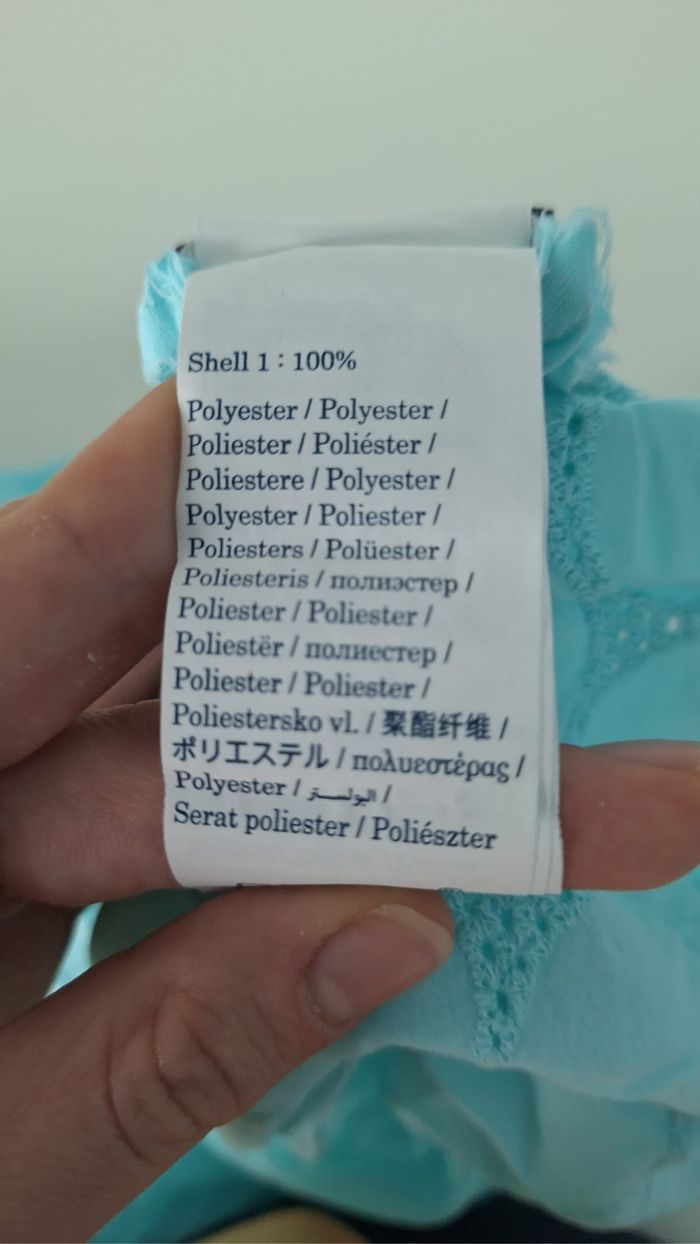 Shell 1 : 100%
Polyester / Polyester /
Poliester / Poliéster /
Poliestere / Polyester /
Polyester / Poliester /
Poliesters / Polüester /
Poliesteris / полиэстер /
Poliester / Poliester /
Poliestër / полиестер /
Poliester / Poliester /
Poliestersko vl. / 聚酯纤维 /
ポリエステル / πολυεστέρας /
Polyester / البولستر /
Serat poliester / Poliészter